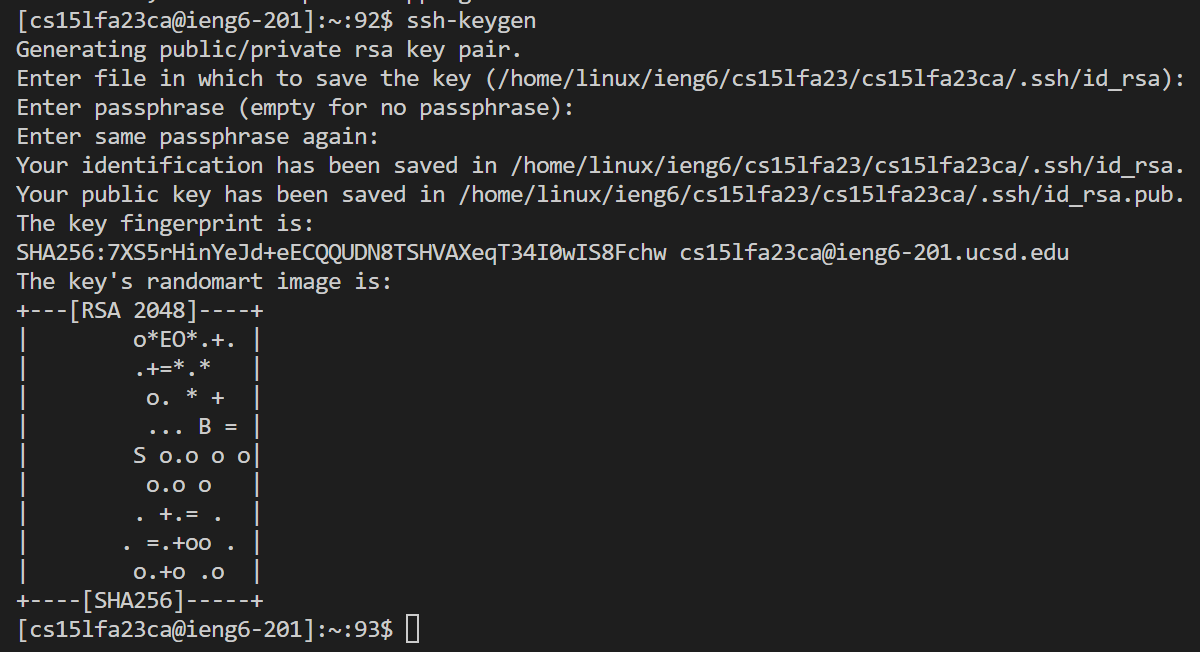 [cs15lfa23ca@ieng6-201]:~:92$ ssh-keygen
Generating public/private rsa key pair.
Enter file in which to save the key (/home/linux/ieng6/cs15lfa23/cs15lfa23ca/.ssh/id_rsa):
Enter passphrase (empty for no passphrase):
Enter same passphrase again:
Your identification has been saved in /home/linux/ieng6/cs15lfa23/cs15lfa23ca/.ssh/id_rsa.
Your public key has been saved in /home/linux/ieng6/cs15lfa23/cs15lfa23ca/.ssh/id_rsa.pub.
The key fingerprint is:
SHA256:7XS5rHinYeJd+eECQQUDN8TSHVAXeqT34I0wIS8Fchw cs15lfa23ca@ieng6-201.ucsd.edu
The key's randomart image is:
+---[RSA 2048]----+
|        o*EO*.+. |
|        .+=*.*   |
|         o. * +  |
|         ... B = |
|        S o.o o o|
|         o.o o   |
|        . +.= .  |
|       . =.+oo . |
|        o.+o .o  |
+----[SHA256]-----+
[cs15lfa23ca@ieng6-201]:~:93$